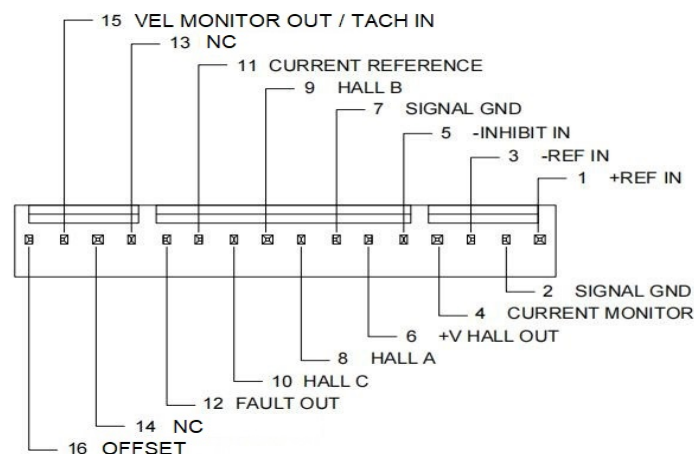 15 VEL MONITOR OUT / TACH IN
13 NC
11 CURRENT REFERENCE
9 HALL B
7 SIGNAL GND
5 -INHIBIT IN
3 -REF IN
1 +REF IN
2 SIGNAL GND
4 CURRENT MONITOR
6 +V HALL OUT
8 HALL A
10 HALL C
12 FAULT OUT
14 NC
16 OFFSET